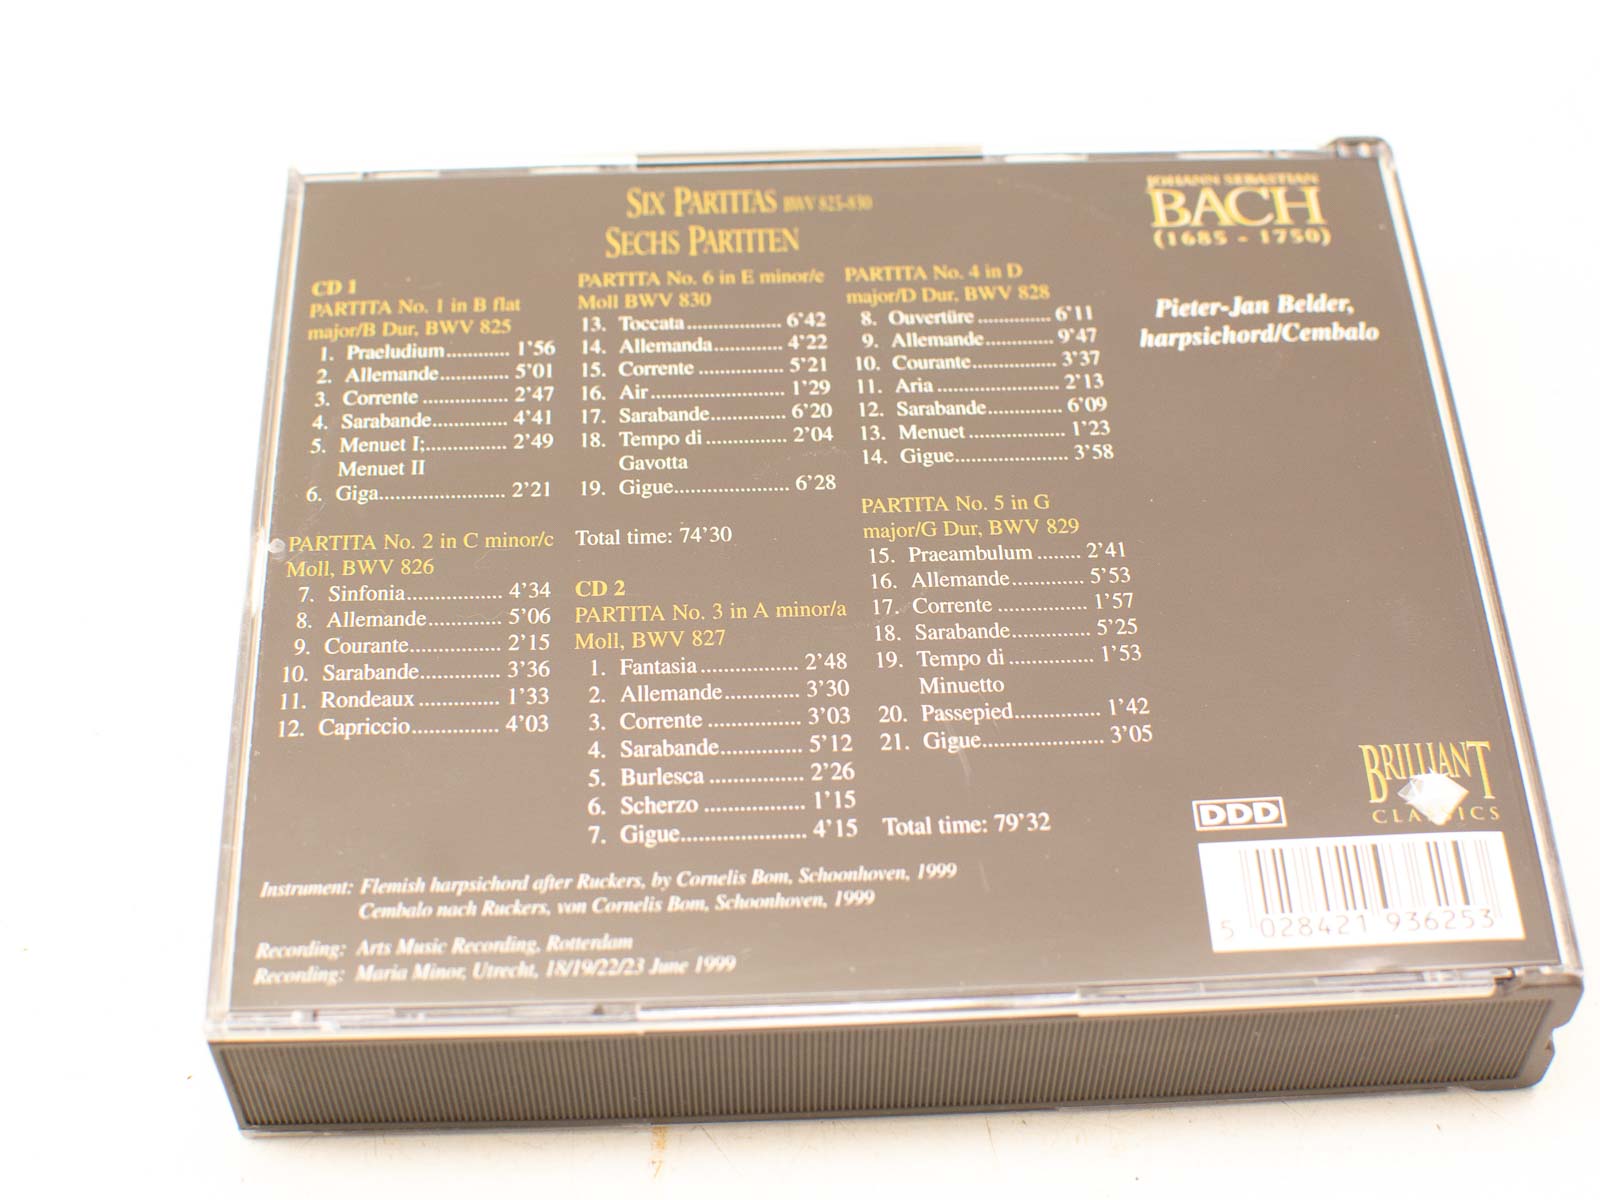 SIX PARTITAS BWV 825-830
SECHS PARTITEN
JOHANN SEBASTIAN
BACH
(1685 - 1750)
Pieter-Jan Belder,
harpsichord/Cembalo
CD 1
PARTITA No. 1 in B flat
major/B Dur, BWV 825
1. Praeludium............ 1'56
2. Allemande............. 5'01
3. Corrente ................ 2'47
4. Sarabande............... 4'41
5. Menuet I;................ 2'49
Menuet II
6. Giga....................... 2'21
PARTITA No. 2 in C minor/c
Moll, BWV 826
7. Sinfonia.................. 4'34
8. Allemande............. 5'06
9. Courante................. 2'15
10. Sarabande............... 3'36
11. Rondeaux .............. 1'33
12. Capriccio................ 4'03
PARTITA No. 6 in E minor/e
Moll BWV 830
13. Toccata................... 6'42
14. Allemanda.............. 4'22
15. Corrente ................ 5'21
16. Air......................... 1'29
17. Sarabande............... 6'20
18. Tempo di ............... 2'04
Gavotta
19. Gigue..................... 6'28
Total time: 74'30
CD 2
PARTITA No. 3 in A minor/a
Moll, BWV 827
1. Fantasia.................. 2'48
2. Allemande............. 3'30
3. Corrente ................ 3'03
4. Sarabande............... 5'12
5. Burlesca ................. 2'26
6. Scherzo .................. 1'15
7. Gigue...................... 4'15
PARTITA No. 4 in D
major/D Dur, BWV 828
8. Ouvertüre .............. 6'11
9. Allemande.............. 9'47
10. Courante................. 3'37
11. Aria ....................... 2'13
12. Sarabande............... 6'09
13. Menuet ................... 1'23
14. Gigue..................... 3'58
PARTITA No. 5 in G
major/G Dur, BWV 829
15. Praeambulum ........ 2'41
16. Allemande............. 5'53
17. Corrente ................ 1'57
18. Sarabande............... 5'25
19. Tempo di ............... 1'53
Minuetto
20. Passepied................ 1'42
21. Gigue..................... 3'05
Total time: 79'32
DDD
BRILLIANT
CLASSICS
5 028421 936253
Instrument: Flemish harpsichord after Ruckers, by Cornelis Bom, Schoonhoven, 1999
Cembalo nach Ruckers, von Cornelis Bom, Schoonhoven, 1999
Recording: Arts Music Recording, Rotterdam
Recording: Maria Minor, Utrecht, 18/19/22/23 June 1999